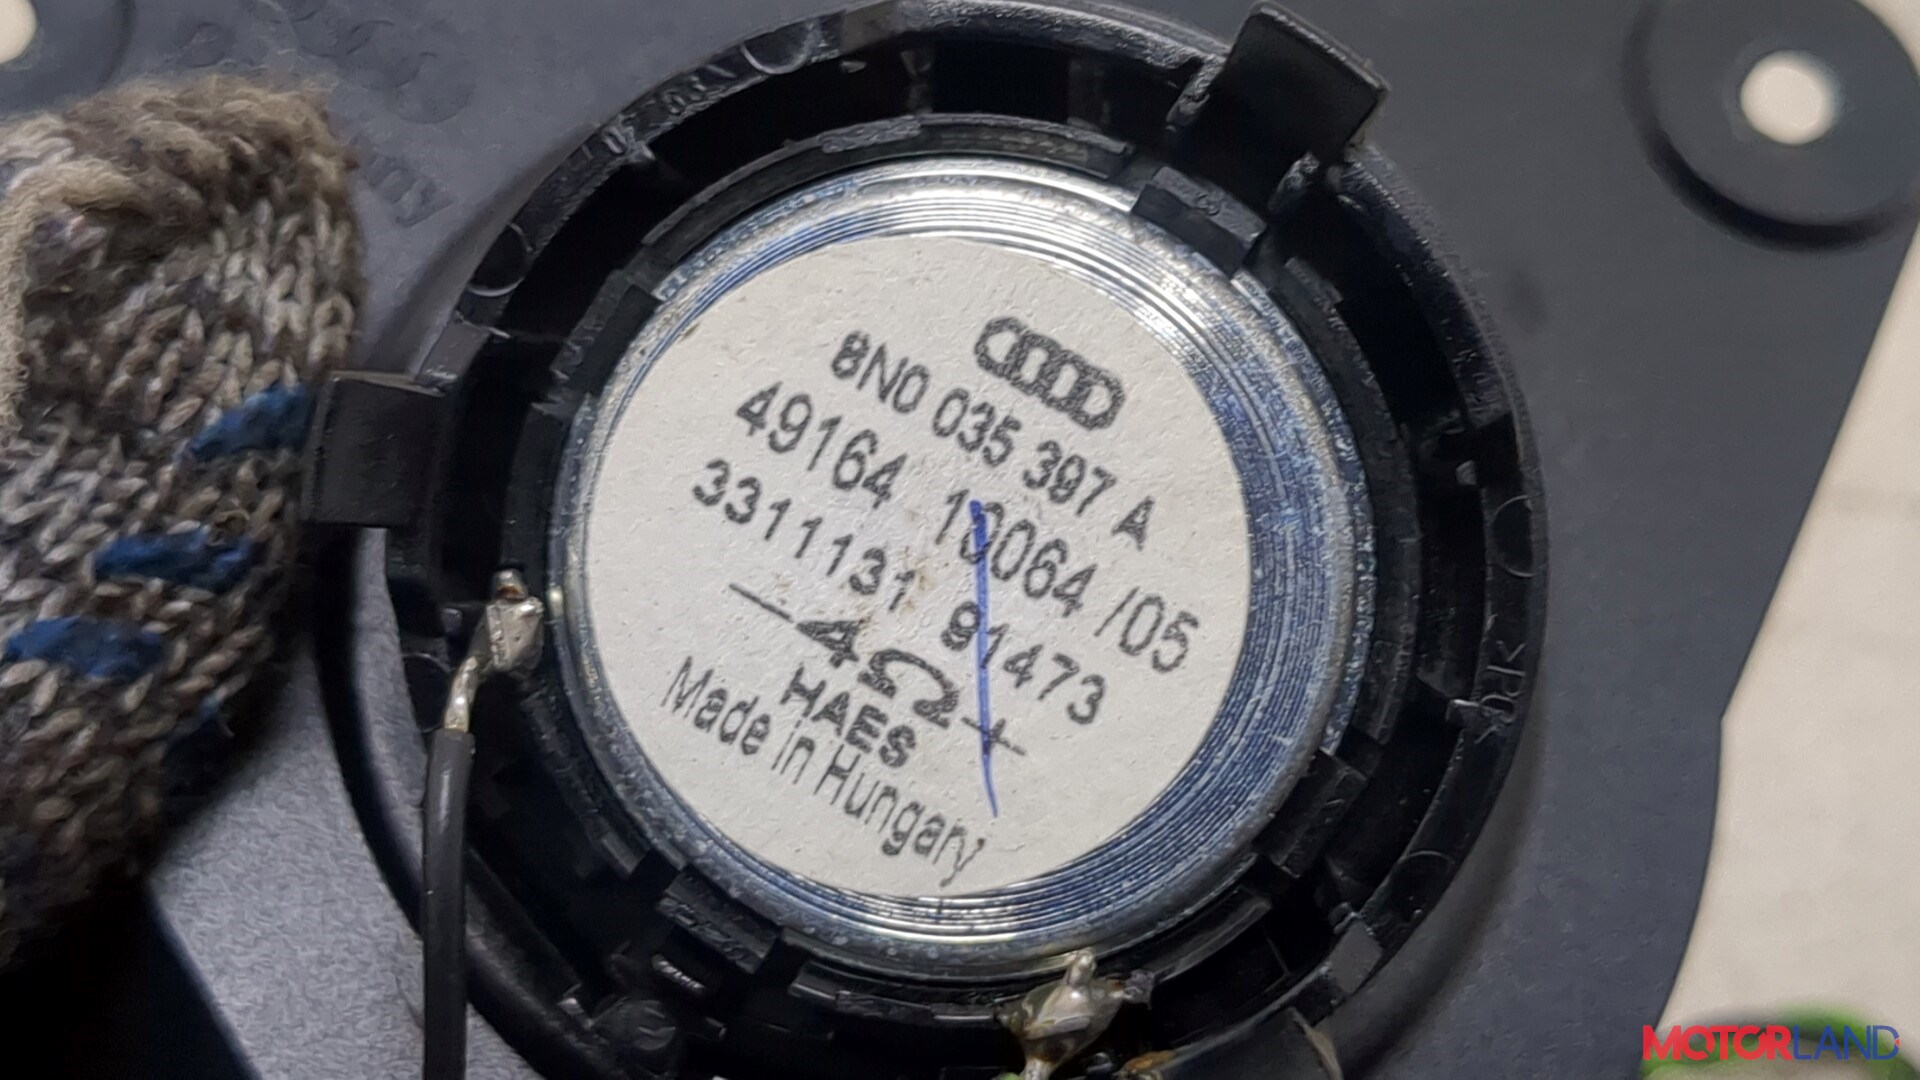 8N0 035 397 A
49164 10064 /05
3311131 91473
— 4Ω +
HAES
Made in Hungary
MOTORLAND